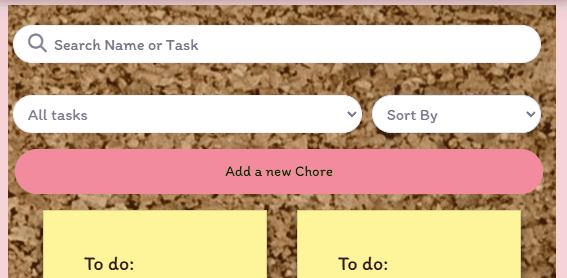 Search Name or Task
All tasks
Sort By
Add a new Chore
To do:
To do: